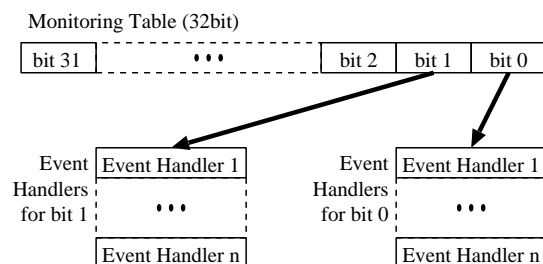 Monitoring Table (32bit)
bit 31 ••• bit 2 bit 1 bit 0
Event Handlers for bit 1
Event Handler 1
•••
Event Handler n
Event Handlers for bit 0
Event Handler 1
•••
Event Handler n